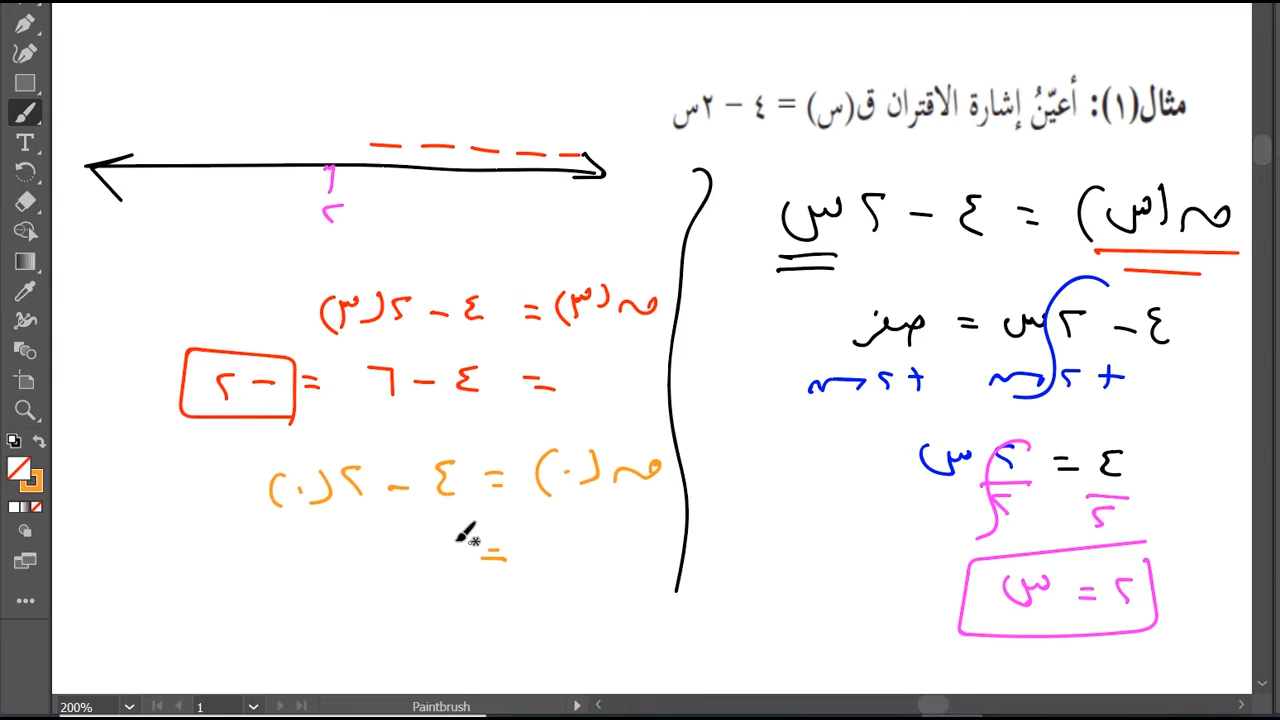 مثال(١): أعيّنُ إشارة الاقتران ق(س) = ٤ − ٢س
ق(س) = ٤ − ٢س
٤ − ٢س = صفر
+ ٢س + ٢س
٤ = ٢س
٢ ٢
٢ = س
٢
ق(٣) = ٤ − ٢(٣)
= ٤ − ٦ = − ٢
ق(٠) = ٤ − ٢(٠)
=
200%
1
Paintbrush